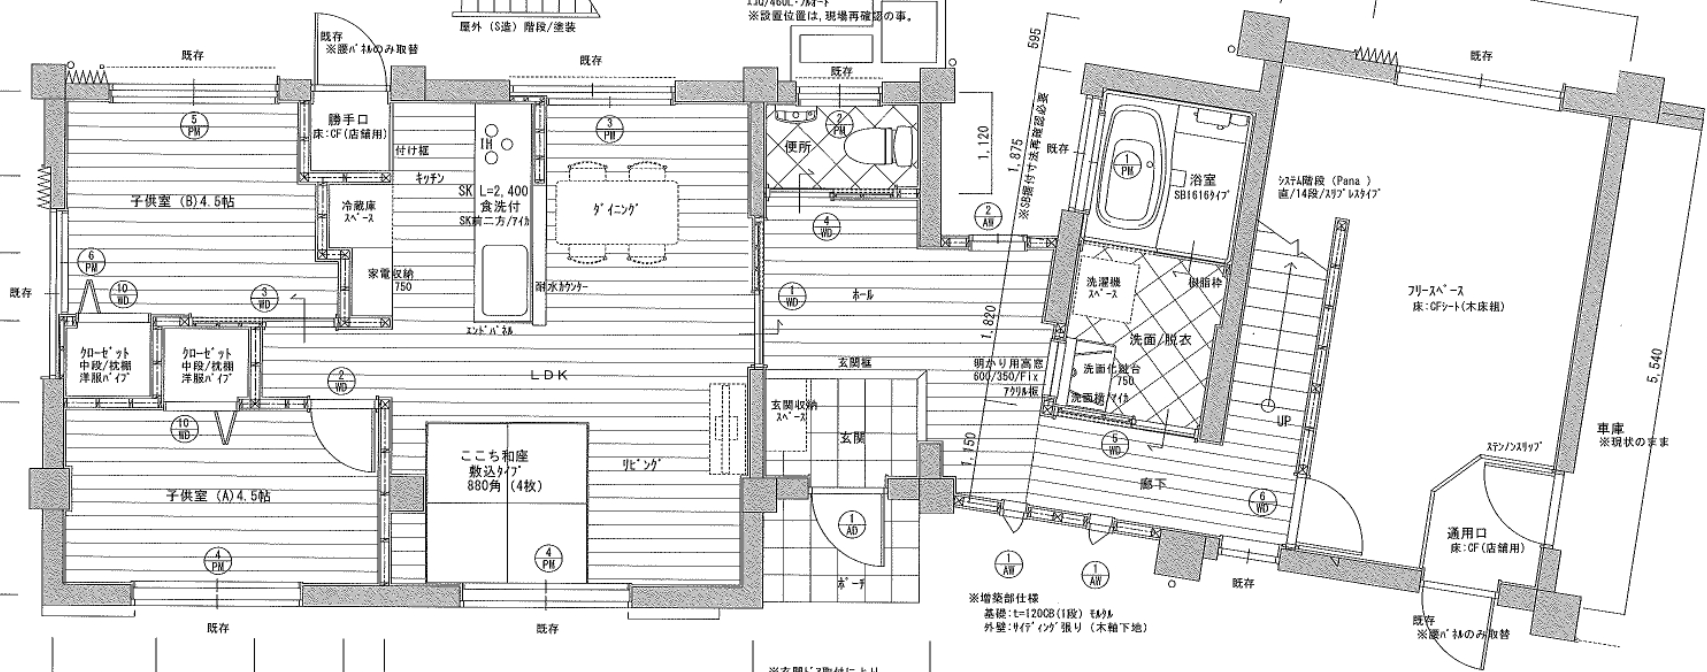 屋外（S造）階段/塗装
※設置位置は,現場再確認の事。
既存
※腰ﾊﾟﾈﾙのみ取替
既存
既存
既存
既存
595
1,875
※SB据付寸法再確認必要
1,120
5
PM
勝手口
床:CF(店舗用)
付け框
キッチン
IH
SK L=2,400
食洗付
SK前二方/ｱｲｶ
3
PM
ﾀﾞｲﾆﾝｸﾞ
2
PM
便所
既存
1
PM
浴室
SB1616ﾀｲﾌﾟ
ｼｽﾃﾑ階段（Pana ）
直/14段/ｽﾘﾌﾟﾚｽﾀｲﾌﾟ
子供室（B)4.5帖
冷蔵庫
ｽﾍﾟｰｽ
4
WD
2
AW
6
PM
既存
10
WD
3
WD
家電収納
750
耐水ｶｳﾝﾀｰ
1
WD
ﾎｰﾙ
洗濯機
ｽﾍﾟｰｽ
樹脂枠
ﾌﾘｰｽﾍﾟｰｽ
床:CFｼｰﾄ(木床組)
ｴﾝﾄﾞﾊﾟﾈﾙ
1,820
洗面/脱衣
ｸﾛｰｾﾞｯﾄ
中段/枕棚
洋服ﾊﾟｲﾌﾟ
ｸﾛｰｾﾞｯﾄ
中段/枕棚
洋服ﾊﾟｲﾌﾟ
2
WD
ＬＤＫ
玄関框
明かり用高窓
600/350/Fix
ｱｸﾘﾙ板
洗面化粧台
750
5,540
玄関収納
ｽﾍﾟｰｽ
玄関
UP
10
WD
1,150
5
WD
車庫
※現状のまま
ｽﾃﾝﾉﾝｽﾘｯﾌﾟ
ここち和座
敷込ﾀｲﾌﾟ
880角（4枚）
ﾘﾋﾞﾝｸﾞ
子供室（A)4.5帖
廊下
6
WD
1
AD
通用口
床:CF(店舗用)
4
PM
4
PM
1
AW
1
AW
ﾎﾟｰﾁ
既存
※増築部仕様
基礎:t=120CB(1段) ﾓﾙﾀﾙ
外壁:ｻｲﾃﾞｨﾝｸﾞ張り（木軸下地)
既存
既存
既存
※腰ﾊﾟﾈﾙのみ取替